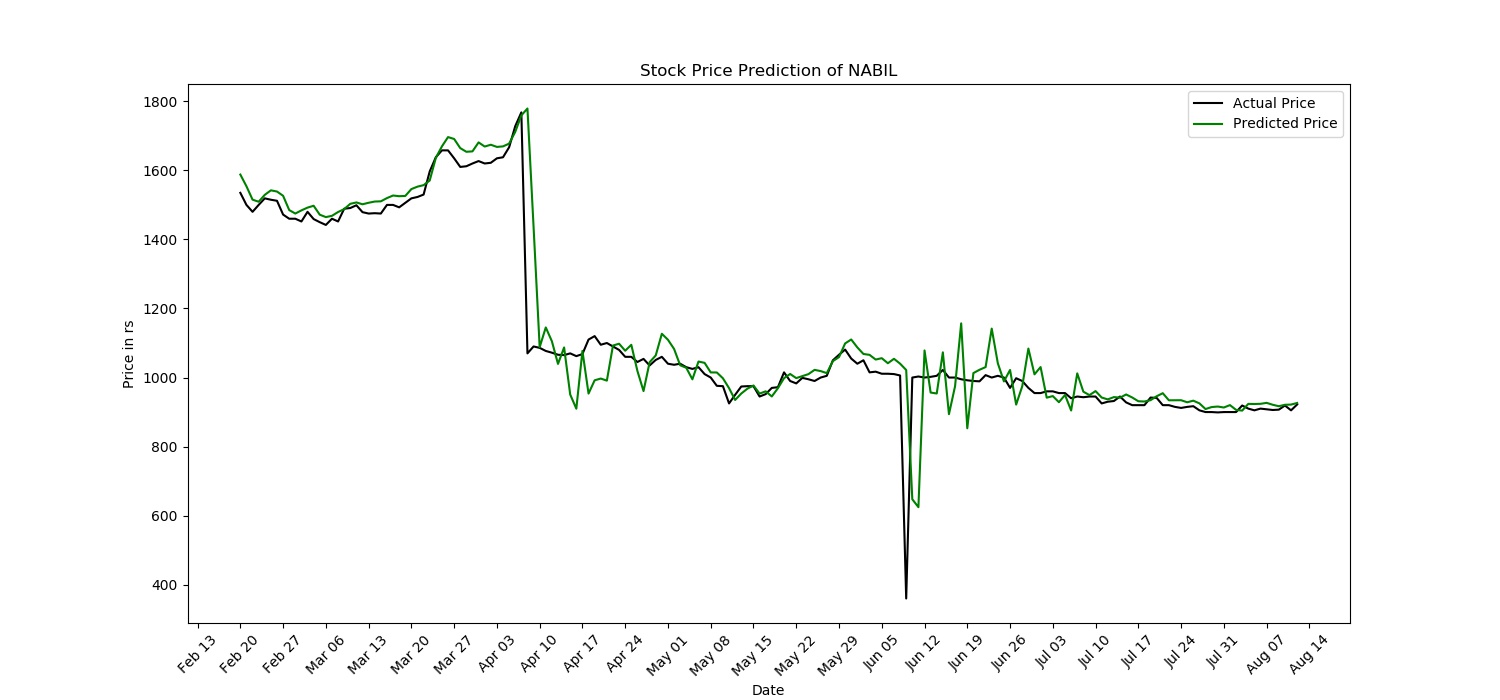 Stock Price Prediction of NABIL
Actual Price
Predicted Price
Price in rs
1800
1600
1400
1200
1000
800
600
400
Feb 13
Feb 20
Feb 27
Mar 06
Mar 13
Mar 20
Mar 27
Apr 03
Apr 10
Apr 17
Apr 24
May 01
May 08
May 15
May 22
May 29
Jun 05
Jun 12
Jun 19
Jun 26
Jul 03
Jul 10
Jul 17
Jul 24
Jul 31
Aug 07
Aug 14
Date